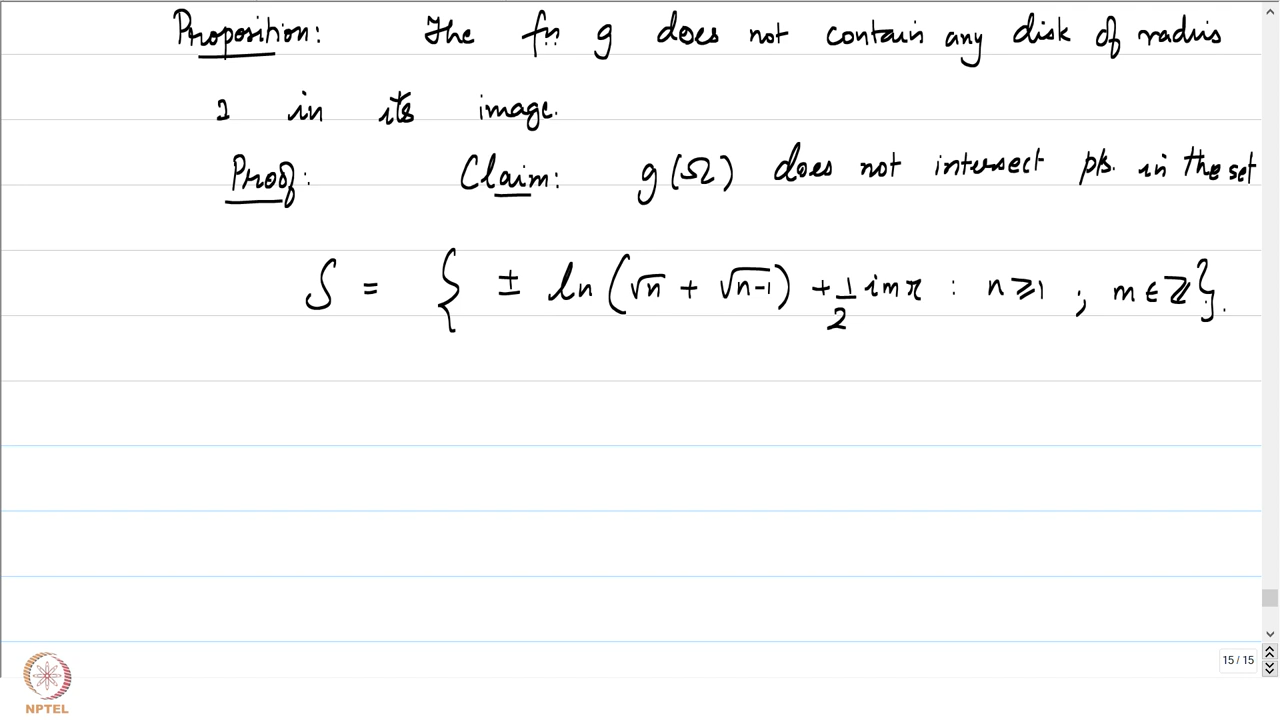 Proposition: The fn g does not contain any disk of radius
1 in its image.
Proof: Claim: g(Ω) does not intersect pts. in the set
S = { ± ln(√n + √n-1) + 1/2 imπ : n ≥ 1 ; m ∈ ℤ}.
15 / 15
NPTEL